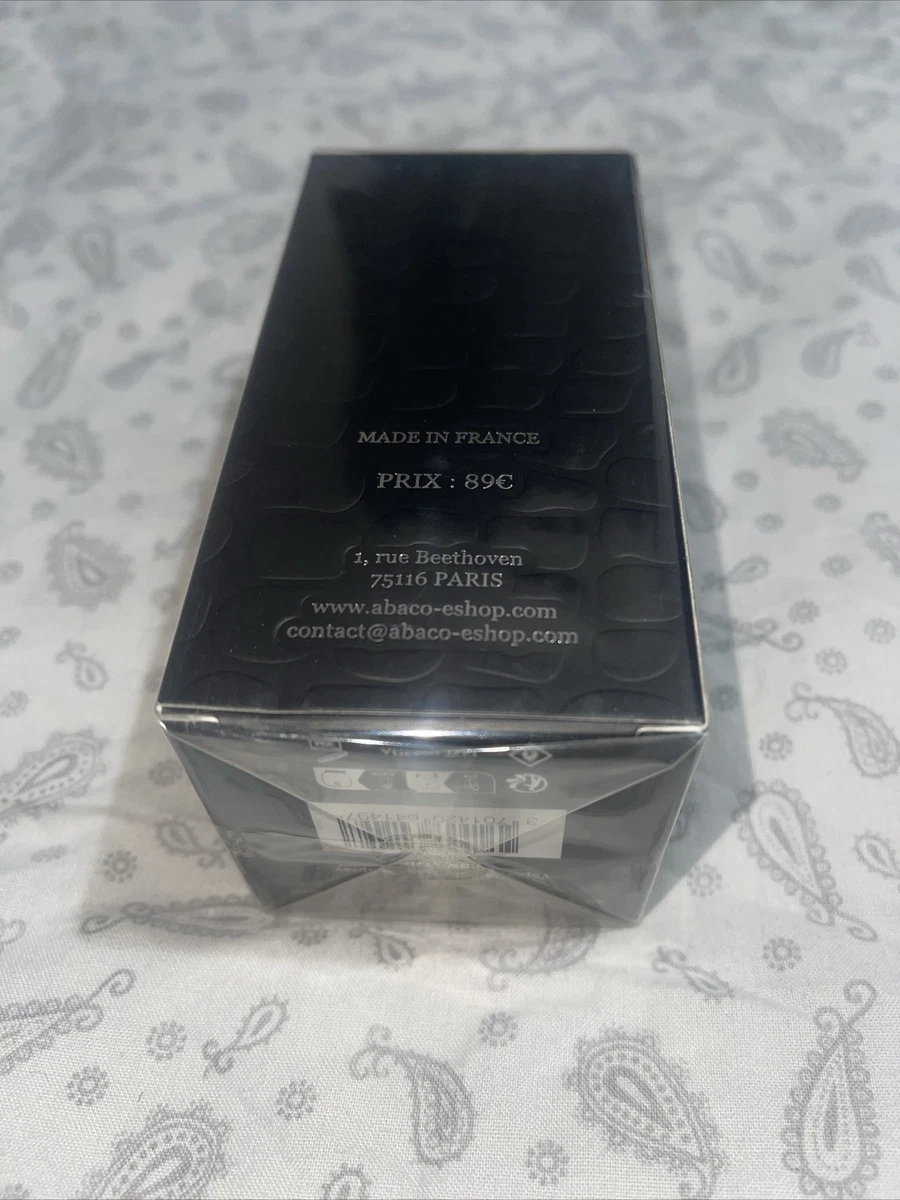 MADE IN FRANCE
PRIX : 89€
1, rue Beethoven
75116 PARIS
www.abaco-eshop.com
contact@abaco-eshop.com